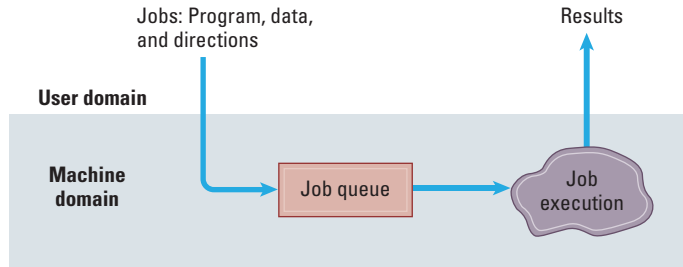 Jobs: Program, data,
and directions
Results
User domain
Machine
domain
Job queue
Job
execution